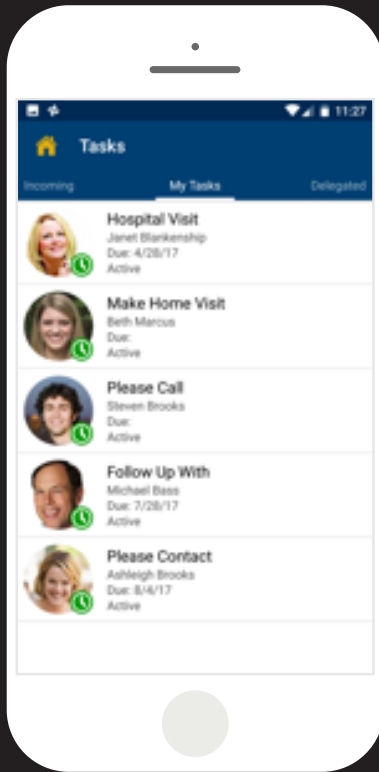 11:27
Tasks
Incoming My Tasks Delegated
Hospital Visit
Janet Blankenship
Due: 4/28/17
Active
Make Home Visit
Beth Marcus
Due:
Active
Please Call
Steven Brooks
Due:
Active
Follow Up With
Michael Bass
Due: 7/28/17
Active
Please Contact
Ashleigh Brooks
Due: 8/4/17
Active